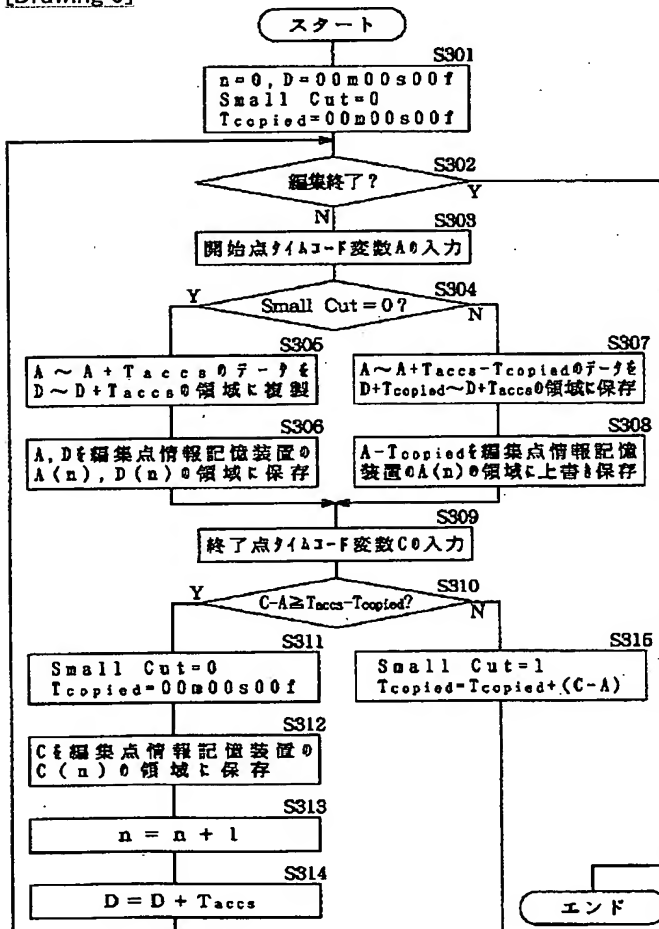 スタート
S301
n=0, D=00m00s00f
Small Cut=0
Tcopied=00m00s00f
S302
編集終了?
Y
N
S303
開始点タイムコード変数Aの入力
S304
Y
Small Cut=0?
N
S305
A~A+Taccsのデータを
D~D+Taccsの領域に複製
S307
A~A+Taccs-Tcopiedのデータを
D+Tcopied~D+Taccsの領域に保存
S306
A,Dを編集点情報記憶装置の
A(n),D(n)の領域に保存
S308
A-Tcopiedを編集点情報記憶
装置のA(n)の領域に上書き保存
S309
終了点タイムコード変数Cの入力
S310
Y
C-A≧Taccs-Tcopied?
N
S311
Small Cut=0
Tcopied=00m00s00f
S315
Small Cut=1
Tcopied=Tcopied+(C-A)
S312
Cを編集点情報記憶装置の
C(n)の領域に保存
S313
n = n + 1
S314
D = D + Taccs
エンド